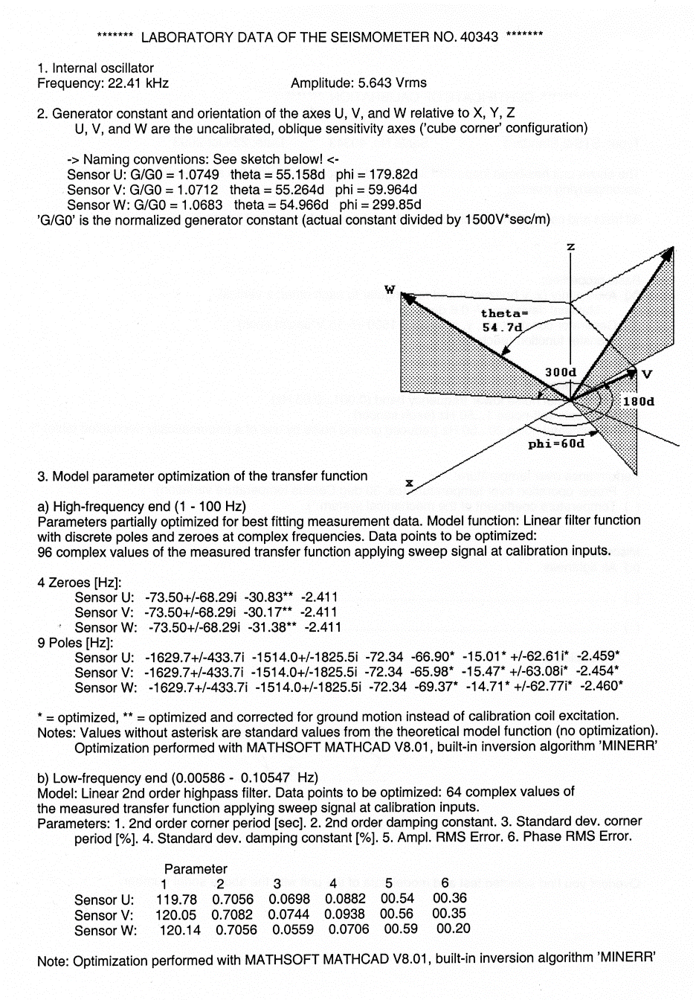 ******* LABORATORY DATA OF THE SEISMOMETER NO. 40343 *******
1. Internal oscillator
Frequency: 22.41 kHz Amplitude: 5.643 Vrms
2. Generator constant and orientation of the axes U, V, and W relative to X, Y, Z
U, V, and W are the uncalibrated, oblique sensitivity axes ('cube corner' configuration)
-> Naming conventions: See sketch below! <-
Sensor U: G/G0 = 1.0749 theta = 55.158d phi = 179.82d
Sensor V: G/G0 = 1.0712 theta = 55.264d phi = 59.964d
Sensor W: G/G0 = 1.0683 theta = 54.966d phi = 299.85d
'G/G0' is the normalized generator constant (actual constant divided by 1500V*sec/m)
Z
W
theta=
54.7d
300d
V
180d
phi=60d
X
3. Model parameter optimization of the transfer function
a) High-frequency end (1 - 100 Hz)
Parameters partially optimized for best fitting measurement data. Model function: Linear filter function
with discrete poles and zeroes at complex frequencies. Data points to be optimized:
96 complex values of the measured transfer function applying sweep signal at calibration inputs.
4 Zeroes [Hz]:
Sensor U: -73.50+/-68.29i -30.83** -2.411
Sensor V: -73.50+/-68.29i -30.17** -2.411
Sensor W: -73.50+/-68.29i -31.38** -2.411
9 Poles [Hz]:
Sensor U: -1629.7+/-433.7i -1514.0+/-1825.5i -72.34 -66.90* -15.01* +/-62.61i* -2.459*
Sensor V: -1629.7+/-433.7i -1514.0+/-1825.5i -72.34 -65.98* -15.47* +/-63.08i* -2.454*
Sensor W: -1629.7+/-433.7i -1514.0+/-1825.5i -72.34 -69.37* -14.71* +/-62.77i* -2.460*
* = optimized, ** = optimized and corrected for ground motion instead of calibration coil excitation.
Notes: Values without asterisk are standard values from the theoretical model function (no optimization).
Optimization performed with MATHSOFT MATHCAD V8.01, built-in inversion algorithm 'MINERR'
b) Low-frequency end (0.00586 - 0.10547 Hz)
Model: Linear 2nd order highpass filter. Data points to be optimized: 64 complex values of
the measured transfer function applying sweep signal at calibration inputs.
Parameters: 1. 2nd order corner period [sec]. 2. 2nd order damping constant. 3. Standard dev. corner
period [%]. 4. Standard dev. damping constant [%]. 5. Ampl. RMS Error. 6. Phase RMS Error.
Parameter
1 2 3 4 5 6
Sensor U: 119.78 0.7056 0.0698 0.0882 00.54 00.36
Sensor V: 120.05 0.7082 0.0744 0.0938 00.56 00.35
Sensor W: 120.14 0.7056 0.0559 0.0706 00.59 00.20
Note: Optimization performed with MATHSOFT MATHCAD V8.01, built-in inversion algorithm 'MINERR'